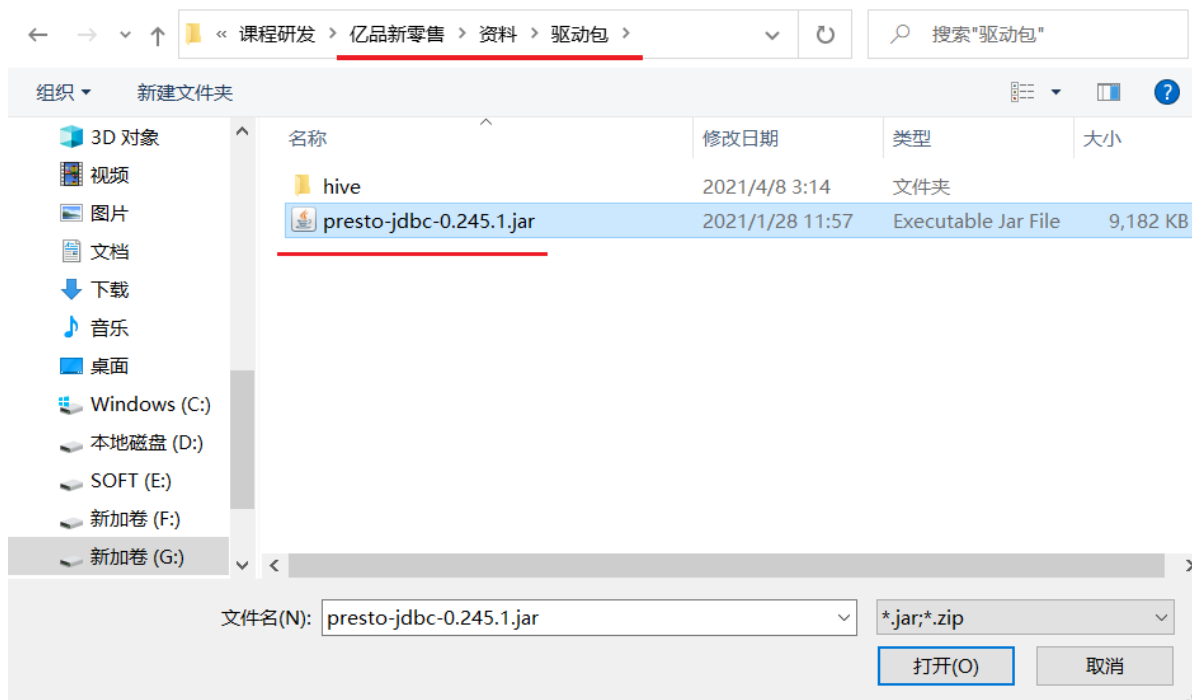 « 课程研发 > 亿品新零售 > 资料 > 驱动包 >
搜索"驱动包"
组织 新建文件夹
?
3D 对象
视频
图片
文档
下载
音乐
桌面
Windows (C:)
本地磁盘 (D:)
SOFT (E:)
新加卷 (F:)
新加卷 (G:)
名称 修改日期 类型 大小
hive 2021/4/8 3:14 文件夹
presto-jdbc-0.245.1.jar 2021/1/28 11:57 Executable Jar File 9,182 KB
文件名(N): presto-jdbc-0.245.1.jar *.jar;*.zip
打开(O) 取消